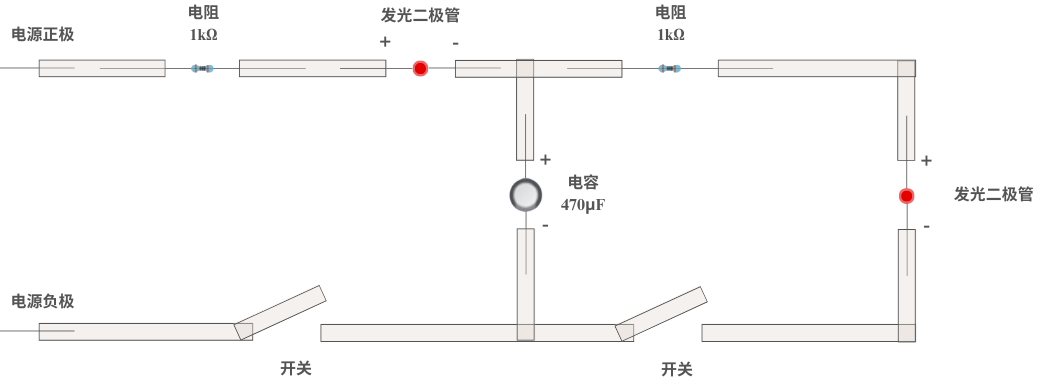 电阻
1kΩ
发光二极管
电阻
1kΩ
电源正极
+
-
+
电容
470μF
-
+
发光二极管
-
电源负极
开关
开关